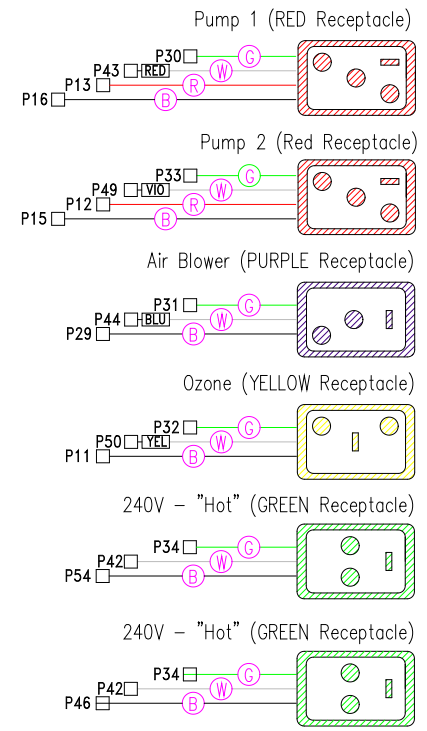 Pump 1 (RED Receptacle)
P30 G
P43 RED W
P13 R
P16 B
Pump 2 (Red Receptacle)
P33 G
P49 VIO W
P12 R
P15 B
Air Blower (PURPLE Receptacle)
P31 G
P44 BLU W
P29 B
Ozone (YELLOW Receptacle)
P32 G
P50 YEL W
P11 B
240V - "Hot" (GREEN Receptacle)
P34 G
P42 W
P54 B
240V - "Hot" (GREEN Receptacle)
P34 G
P42 W
P46 B